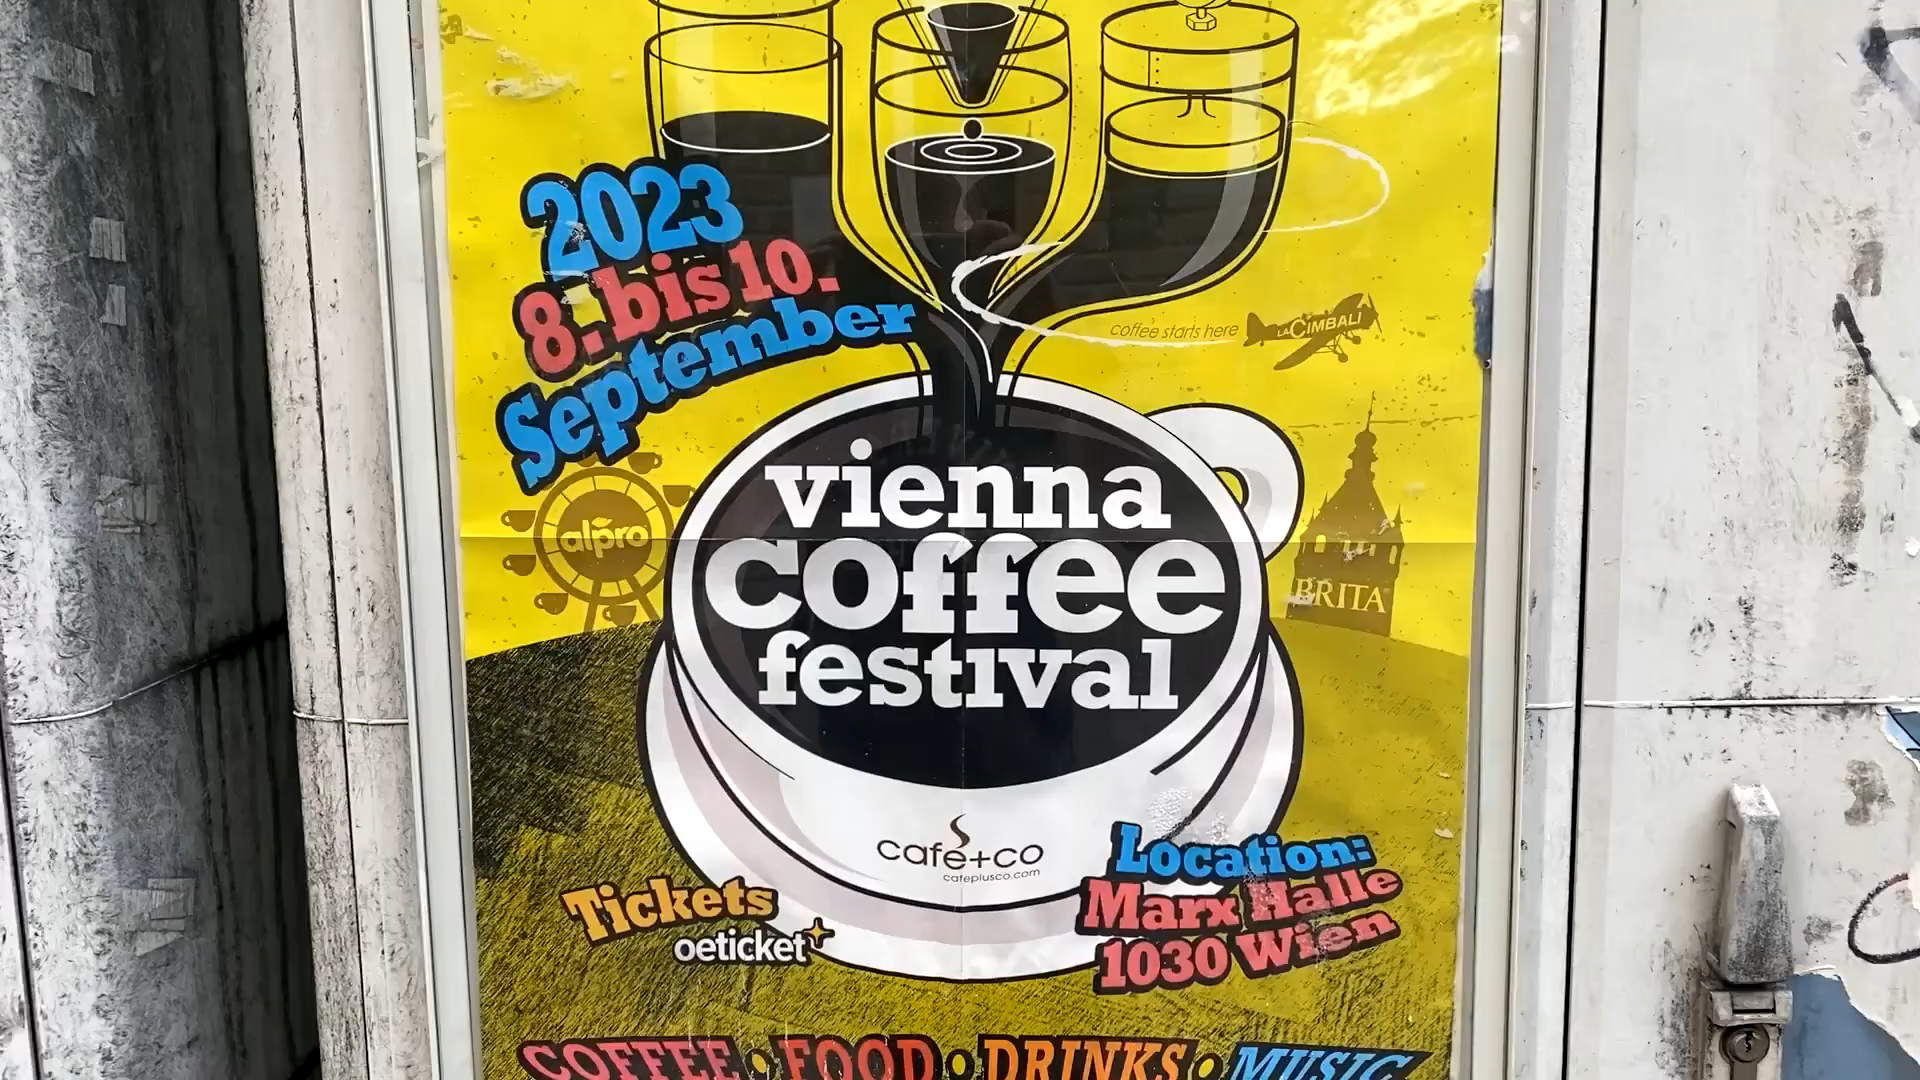 2023
8. bis 10.
September
coffee starts here
LACIMBALI
alpro
BRITA
vienna
coffee
festival
cafe+co
cafeplusco.com
Tickets
oeticket
Location:
Marx Halle
1030 Wien
COFFEE • FOOD • DRINKS • MUSIC